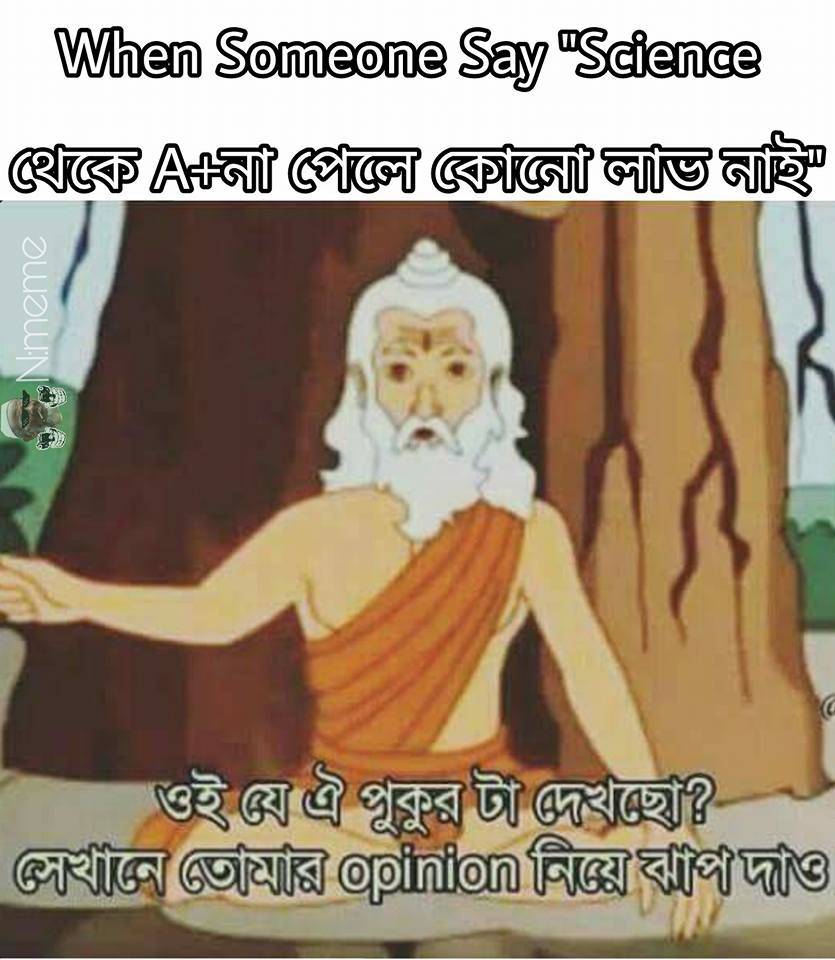 When Someone Say "Science
থেকে A+না পেলে কোনো লাভ নাই"
N:meme
ওই যে ঐ পুকুর টা দেখছো?
সেখানে তোমার opinion নিয়ে ঝাপ দাও